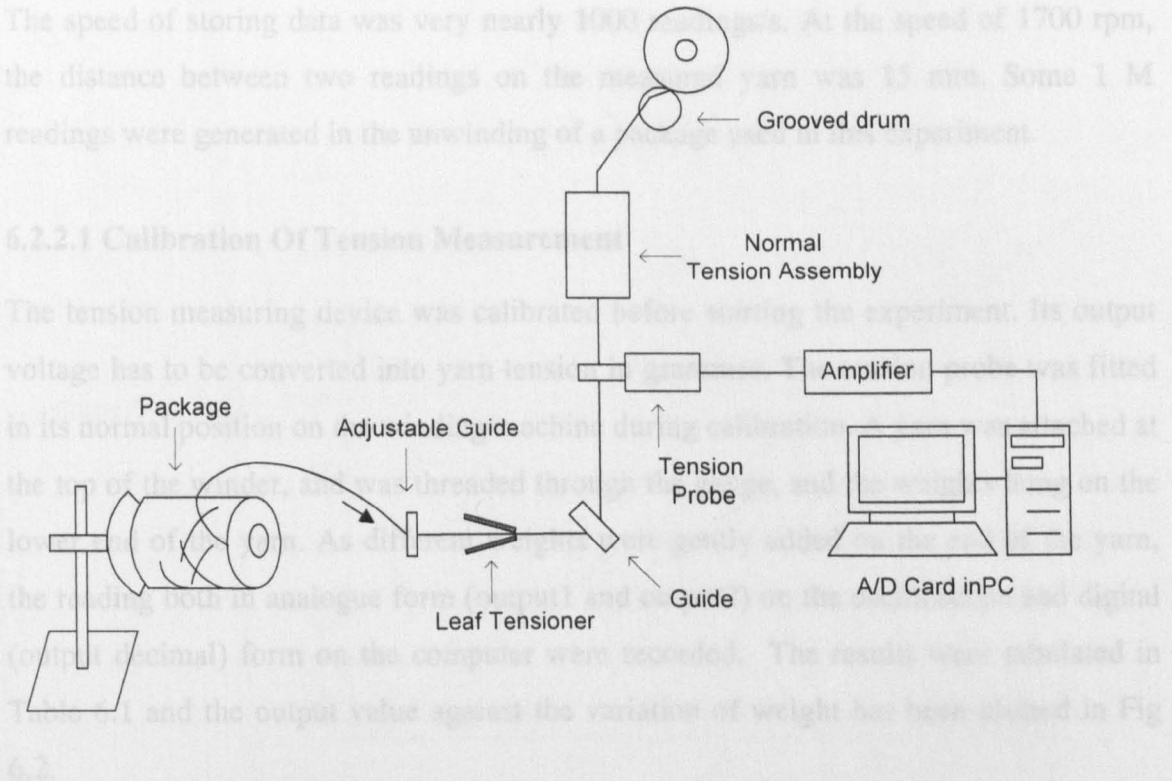 The speed of storing data was very nearly 1000 readings/s. At the speed of 1700 rpm,
the distance between two readings on the measured yarn was 15 mm. Some 1 M
readings were generated in the unwinding of a package used in this experiment
6.2.2.1 Calibration Of Tension Measurement
The tension measuring device was calibrated before starting the experiment. Its output
voltage has to be converted into yarn tension in grammes. The probe was fitted
in its normal position on machine during calibration. A yarn was attached at
the top of the winder, and was threaded through the and the weights hung on the
lower end of the yarn. As different weights were gently added on the end of the yarn,
the reading both in analogue form (output1 and on the and digital
(output decimal) form on the computer were recorded. The results were tabulated in
Table 6.1 and the output value against the variation of weight has been plotted in Fig
6.2.
Grooved drum
Normal
Tension Assembly
Amplifier
Package
Adjustable Guide
Tension
Probe
A/D Card inPC
Guide
Leaf Tensioner